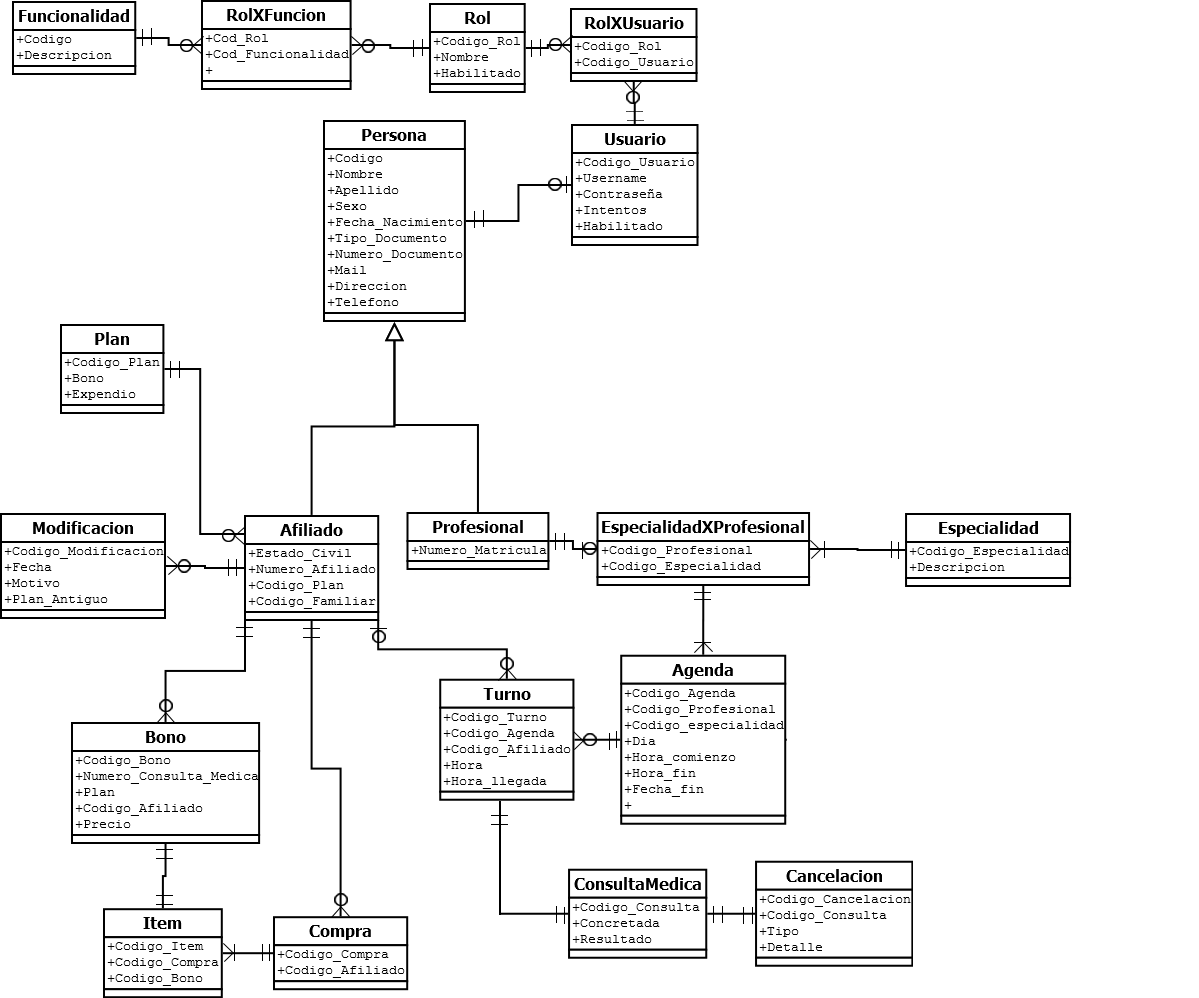 Funcionalidad
+Codigo
+Descripcion
RolXFuncion
+Cod_Rol
+Cod_Funcionalidad
+
Rol
+Codigo_Rol
+Nombre
+Habilitado
RolXUsuario
+Codigo_Rol
+Codigo_Usuario
Persona
+Codigo
+Nombre
+Apellido
+Sexo
+Fecha_Nacimiento
+Tipo_Documento
+Numero_Documento
+Mail
+Direccion
+Telefono
Usuario
+Codigo_Usuario
+Username
+Contraseña
+Intentos
+Habilitado
Plan
+Codigo_Plan
+Bono
+Expendio
Modificacion
+Codigo_Modificacion
+Fecha
+Motivo
+Plan_Antiguo
Afiliado
+Estado_Civil
+Numero_Afiliado
+Codigo_Plan
+Codigo_Familiar
Profesional
+Numero_Matricula
EspecialidadXProfesional
+Codigo_Profesional
+Codigo_Especialidad
Especialidad
+Codigo_Especialidad
+Descripcion
Bono
+Codigo_Bono
+Numero_Consulta_Medica
+Plan
+Codigo_Afiliado
+Precio
Turno
+Codigo_Turno
+Codigo_Agenda
+Codigo_Afiliado
+Hora
+Hora_llegada
Agenda
+Codigo_Agenda
+Codigo_Profesional
+Codigo_especialidad
+Dia
+Hora_comienzo
+Hora_fin
+Fecha_fin
+
Item
+Codigo_Item
+Codigo_Compra
+Codigo_Bono
Compra
+Codigo_Compra
+Codigo_Afiliado
ConsultaMedica
+Codigo_Consulta
+Concretada
+Resultado
Cancelacion
+Codigo_Cancelacion
+Codigo_Consulta
+Tipo
+Detalle